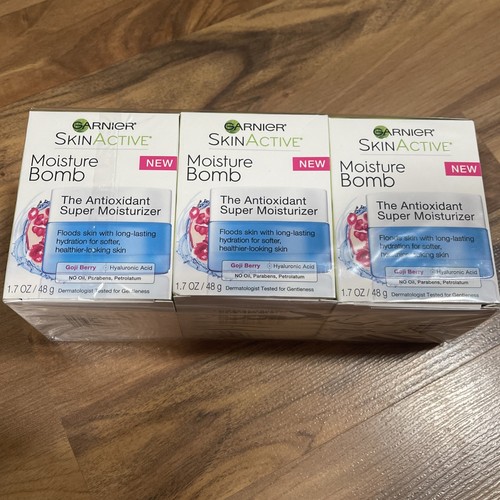 GARNIER
SKINACTIVE
Moisture
Bomb
NEW
The Antioxidant
Super Moisturizer
Floods skin with long-lasting
hydration for softer,
healthier-looking skin
Goji Berry
Hyaluronic Acid
NO Oil, Parabens, Petrolatum
1.7 OZ / 48 g
Dermatologist Tested for Gentleness
GARNIER
SKINACTIVE
Moisture
Bomb
NEW
The Antioxidant
Super Moisturizer
Floods skin with long-lasting
hydration for softer,
healthier-looking skin
Goji Berry
Hyaluronic Acid
NO Oil, Parabens, Petrolatum
1.7 OZ / 48 g
Dermatologist Tested for Gentleness
GARNIER
SKINACTIVE
Moisture
Bomb
NEW
The Antioxidant
Super Moisturizer
Floods skin with long-lasting
hydration for softer,
healthier-looking skin
Goji Berry
Hyaluronic Acid
NO Oil, Parabens, Petrolatum
1.7 OZ / 48 g
Dermatologist Tested for Gentleness